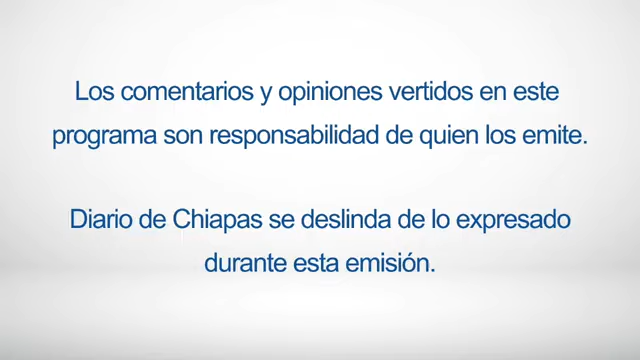 Los comentarios y opiniones vertidos en este
programa son responsabilidad de quien los emite.
Diario de Chiapas se deslinda de lo expresado
durante esta emisión.